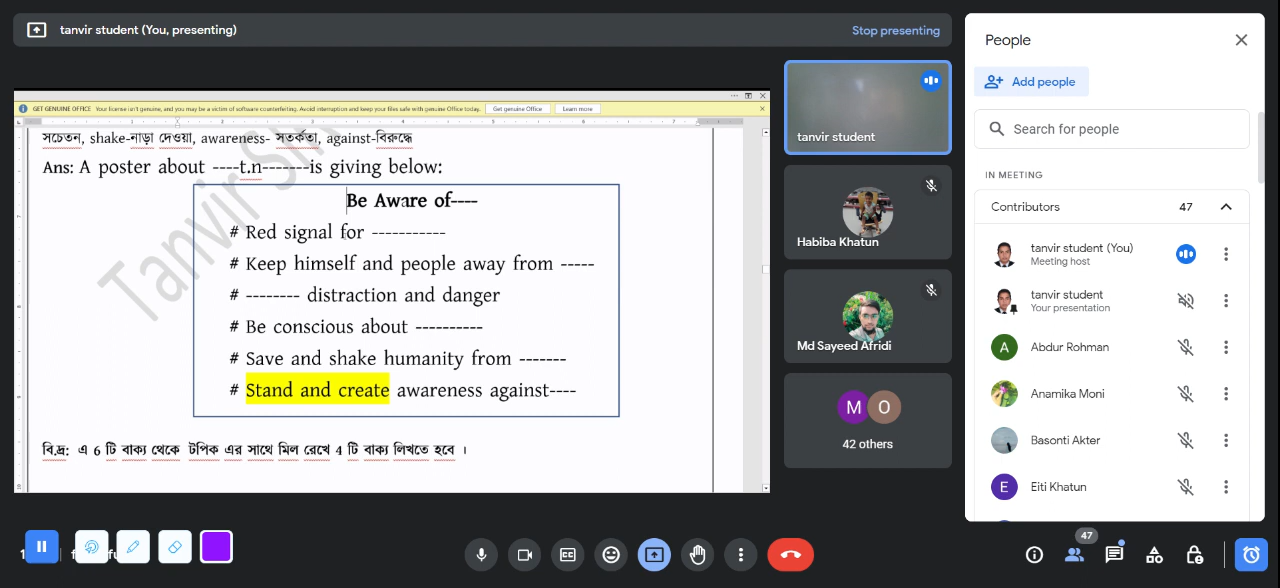 tanvir student (You, presenting)
Stop presenting
GET GENUINE OFFICE Your license isn't genuine, and you may be a victim of software counterfeiting. Avoid interruption and keep your files safe with genuine Office today. Get genuine Office Learn more
সচেতন, shake-নাড়া দেওয়া, awareness- সতর্কতা, against-বিরুদ্ধে
Ans: A poster about ----t.n-------is giving below:
Be Aware of----
# Red signal for -----------
# Keep himself and people away from -----
# -------- distraction and danger
# Be conscious about ----------
# Save and shake humanity from -------
# Stand and create awareness against----
বি.দ্র: এ 6 টি বাক্য থেকে টপিক এর সাথে মিল রেখে 4 টি বাক্য লিখতে হবে ।
tanvir student
Habiba Khatun
Md Sayeed Afridi
M O
42 others
People
Add people
Search for people
IN MEETING
Contributors 47
tanvir student (You)
Meeting host
tanvir student
Your presentation
A Abdur Rohman
Anamika Moni
Basonti Akter
E Eiti Khatun
47